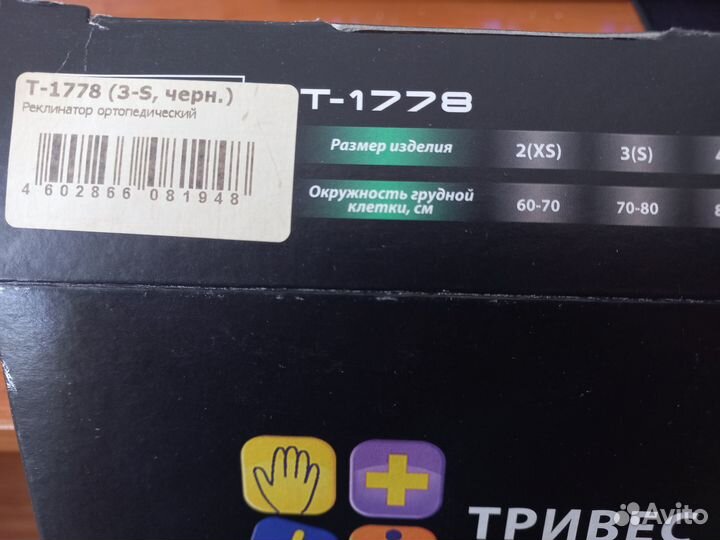 Т-1778 (3-S, черн.)
Реклинатор ортопедический
4 602866 081948
Т-1778
Размер изделия 2(XS) 3(S)
Окружность грудной клетки, см 60-70 70-80
ТРИВЕС
Avito